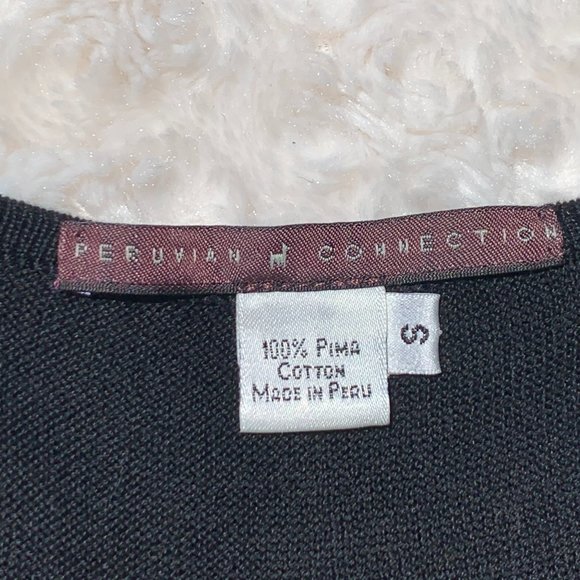 PERUVIAN CONNECTION
100% PIMA
COTTON
MADE IN PERU
S